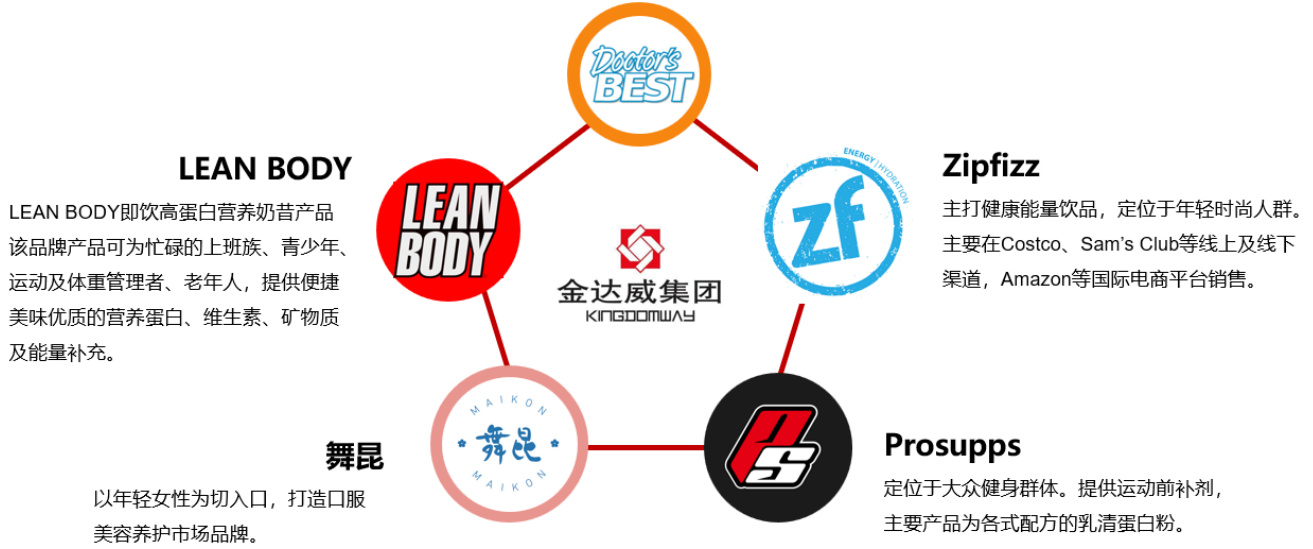 Doctor's
BEST
LEAN BODY
LEAN BODY即饮高蛋白营养奶昔产品
该品牌产品可为忙碌的上班族、青少年、
运动及体重管理者、老年人，提供便捷
美味优质的营养蛋白、维生素、矿物质
及能量补充。
LEAN
BODY
金达威集团
KINGDOMWAY
ENERGY | HYDRATION
zf
Zipfizz
主打健康能量饮品，定位于年轻时尚人群。
主要在Costco、Sam's Club等线上及线下
渠道，Amazon等国际电商平台销售。
舞昆
以年轻女性为切入口，打造口服
美容养护市场品牌。
MAIKON
舞昆
MAIKON
PS
Prosupps
定位于大众健身群体。提供运动前补剂，
主要产品为各式配方的乳清蛋白粉。